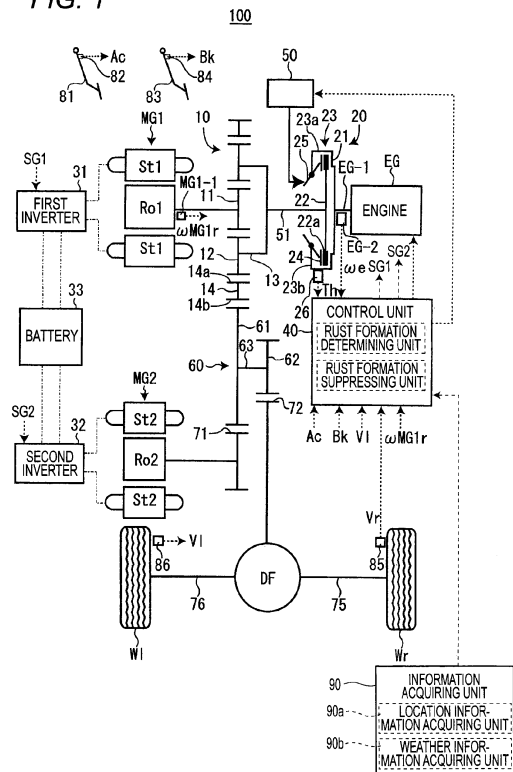 FIG. 1
100
Ac
82
81
Bk
84
83
50
10
23a 23 20
21
25
MG1
SG1
31
St1
FIRST INVERTER
Ro1
MG1-1
ωMG1r
11
St1
12
13
14a
14
14b
22
51
22a
24
23b
26
Th
EG-1
EG
ENGINE
EG-2
ωe
SG1
SG2
33
BATTERY
40
CONTROL UNIT
RUST FORMATION
DETERMINING UNIT
RUST FORMATION
SUPPRESSING UNIT
61
60
63
62
72
71
MG2
SG2
32
St2
SECOND
INVERTER
Ro2
St2
Ac Bk Vl ωMG1r
Vr
Vl
86
85
DF
76
75
Wl
Wr
90
INFORMATION
ACQUIRING UNIT
90a
LOCATION INFOR-
MATION ACQUIRING UNIT
90b
WEATHER INFOR-
MATION ACQUIRING UNIT